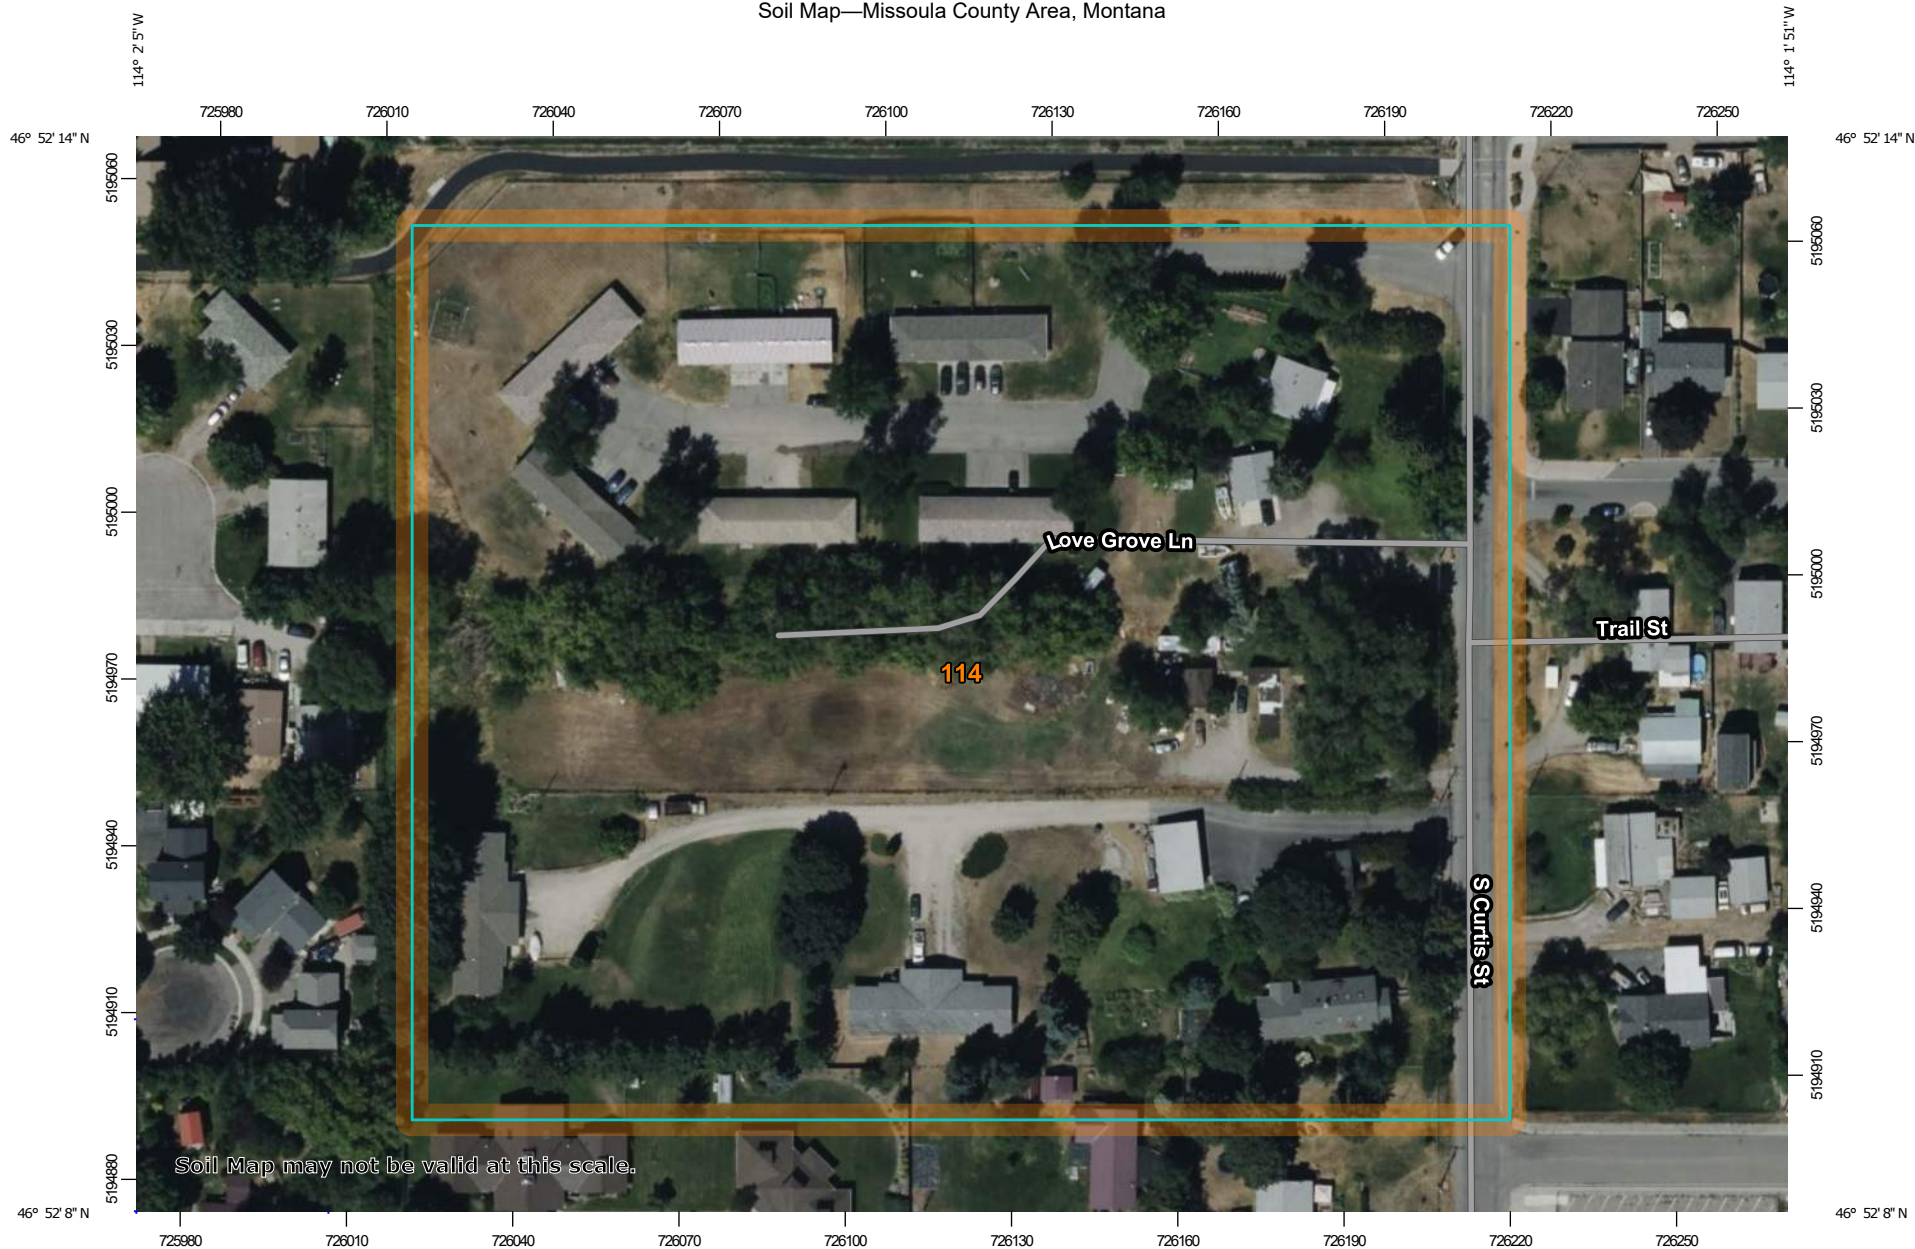 Soil Map—Missoula County Area, Montana
114° 2' 5" W
114° 1' 51" W
725980 726010 726040 726070 726100 726130 726160 726190 726220 726250
46° 52' 14" N
46° 52' 14" N
5195060
5195060
5195030
5195030
5195000
5195000
Love Grove Ln
Trail St
114
5194970
5194970
5194940
5194940
S Curtis St
5194910
5194910
5194880
Soil Map may not be valid at this scale.
46° 52' 8" N
46° 52' 8" N
725980 726010 726040 726070 726100 726130 726160 726190 726220 726250